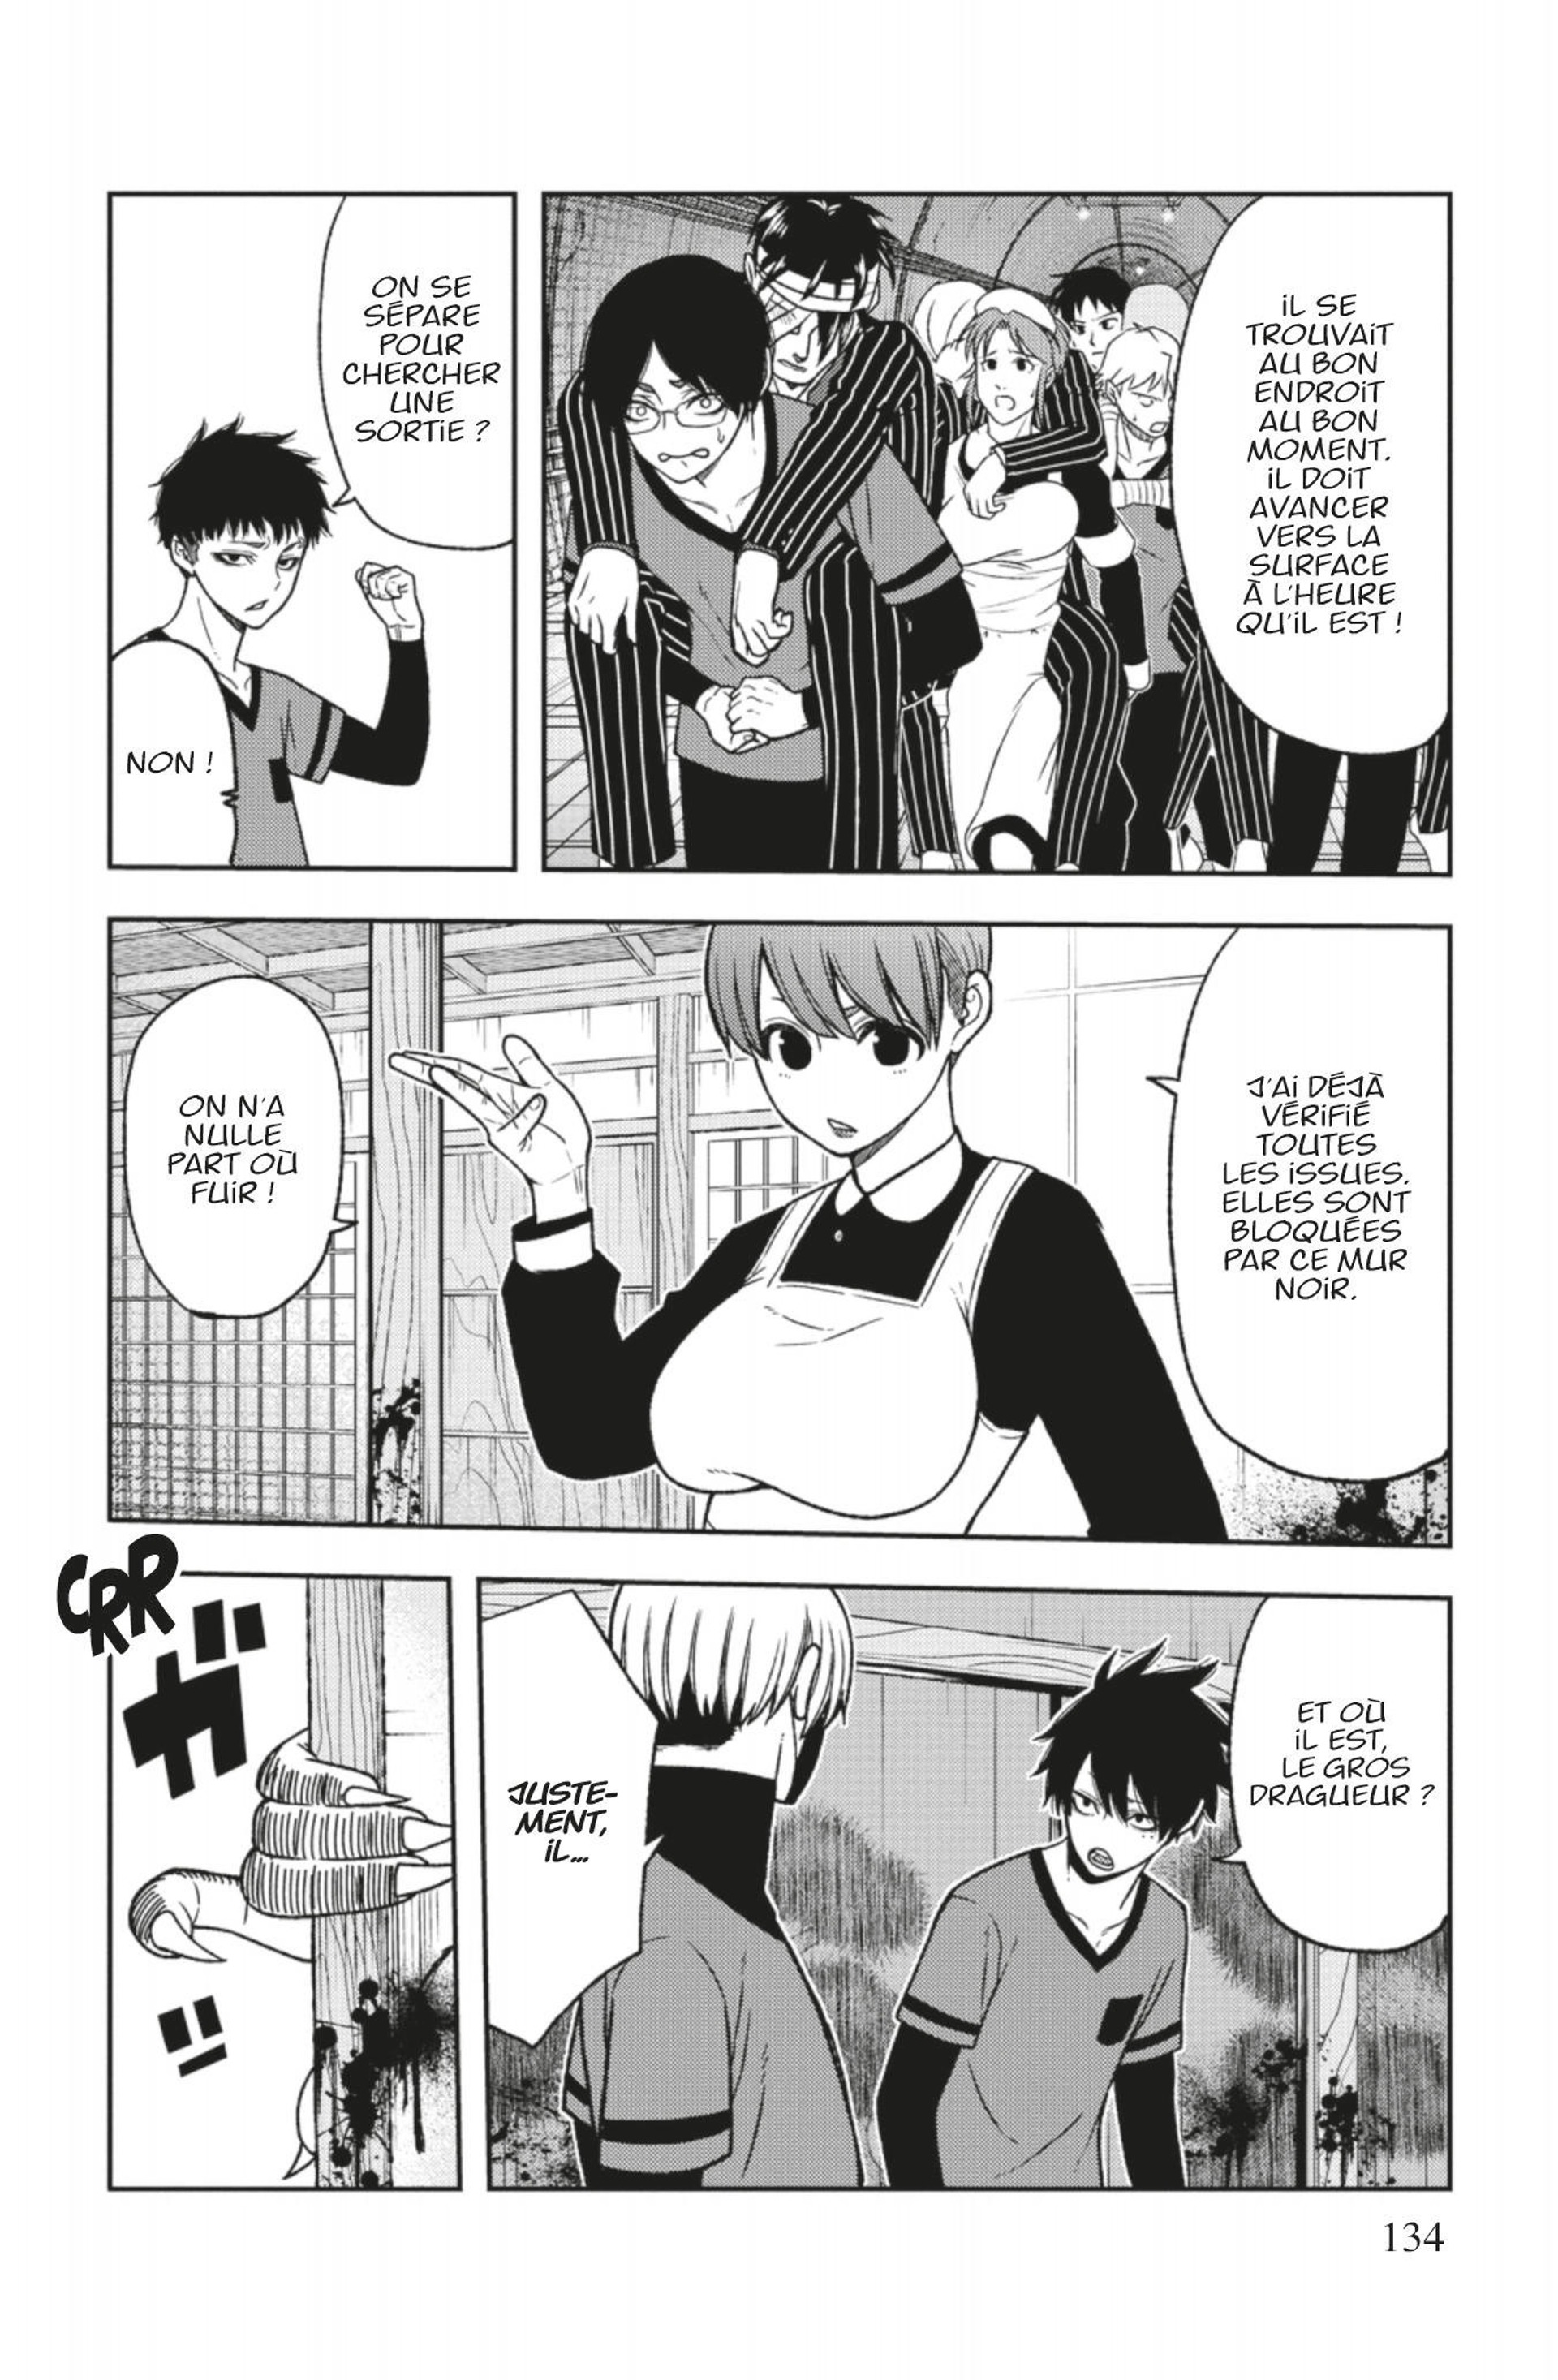 IL SE
TROUVAIT
AU BON
ENDROIT
AU BON
MOMENT.
IL DOIT
AVANCER
VERS LA
SURFACE
À L'HEURE
QU'IL EST !
ON SE
SÉPARE
POUR
CHERCHER
UNE
SORTIE ?
NON !
J'AI DÉJÀ
VÉRIFIÉ
TOUTES
LES ISSUES.
ELLES SONT
BLOQUÉES
PAR CE MUR
NOIR.
ON N'A
NULLE
PART OÙ
FUIR !
ET OÙ
IL EST,
LE GROS
DRAGUEUR ?
JUSTE-
MENT,
IL...
CRR
ガ
134